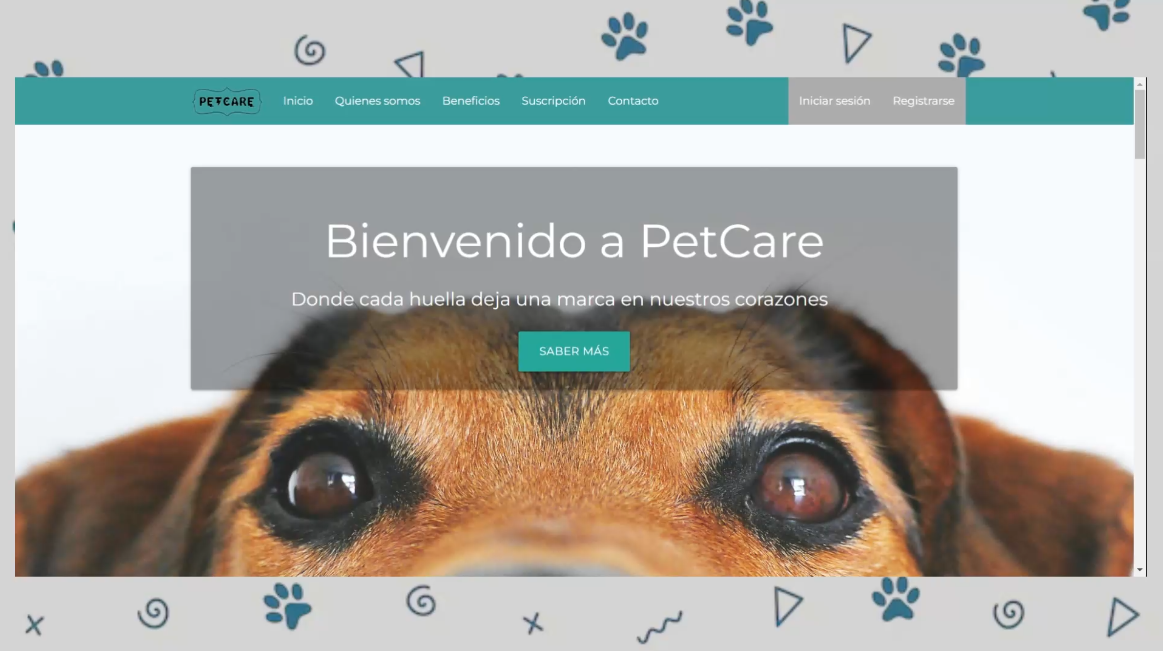 PETCARE
Inicio Quienes somos Beneficios Suscripción Contacto Iniciar sesión Registrarse
Bienvenido a PetCare
Donde cada huella deja una marca en nuestros corazones
SABER MÁS